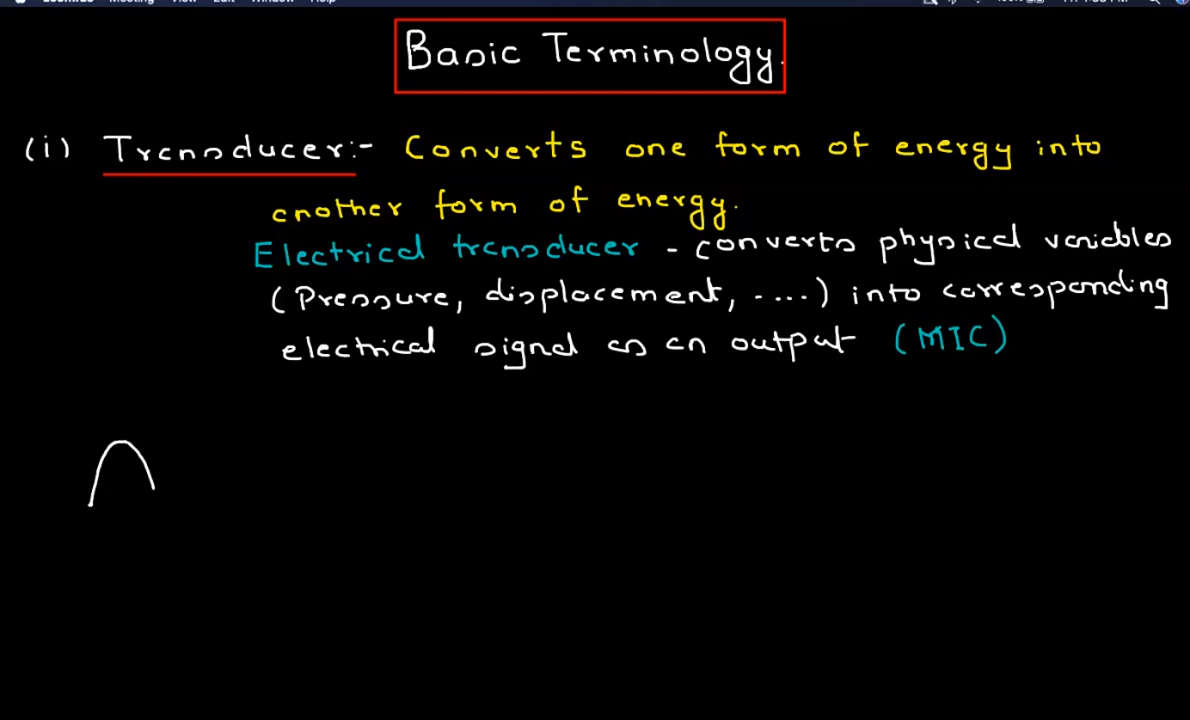 Basic Terminology.
(i) Transducer:- Converts one form of energy into
another form of energy.
Electrical transducer - converts physical variables
(Pressure, displacement, ....) into corresponding
electrical signal as an output (MIC)